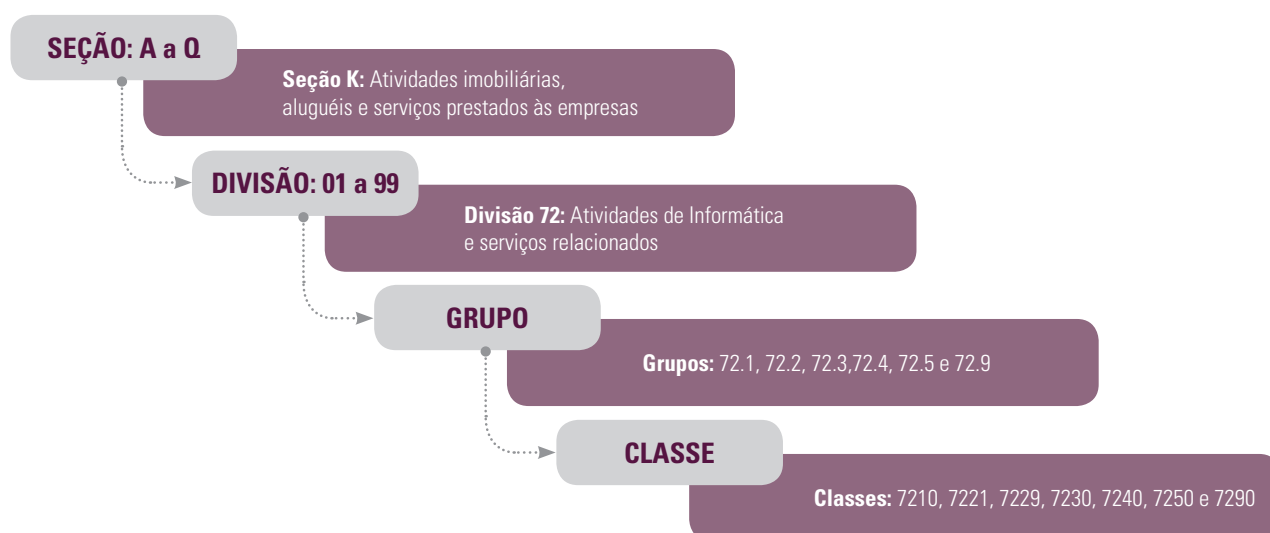 SEÇÃO: A a Q
Seção K: Atividades imobiliárias,
aluguéis e serviços prestados às empresas
DIVISÃO: 01 a 99
Divisão 72: Atividades de Informática
e serviços relacionados
GRUPO
Grupos: 72.1, 72.2, 72.3,72.4, 72.5 e 72.9
CLASSE
Classes: 7210, 7221, 7229, 7230, 7240, 7250 e 7290